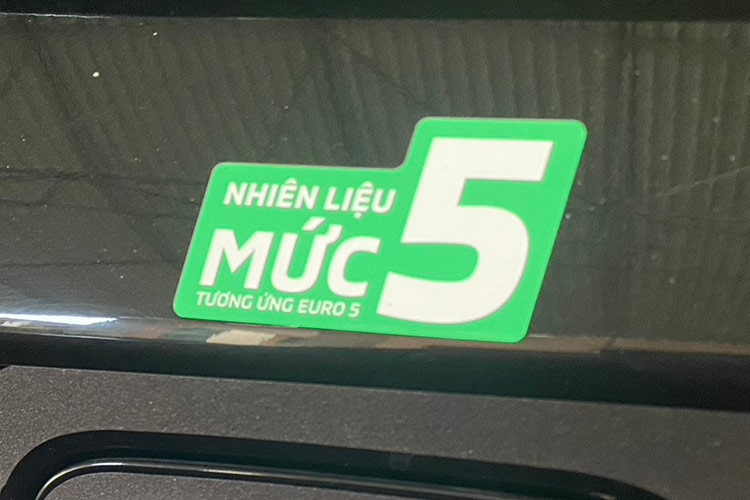 NHIÊN LIỆU
MỨC 5
TƯƠNG ỨNG EURO 5